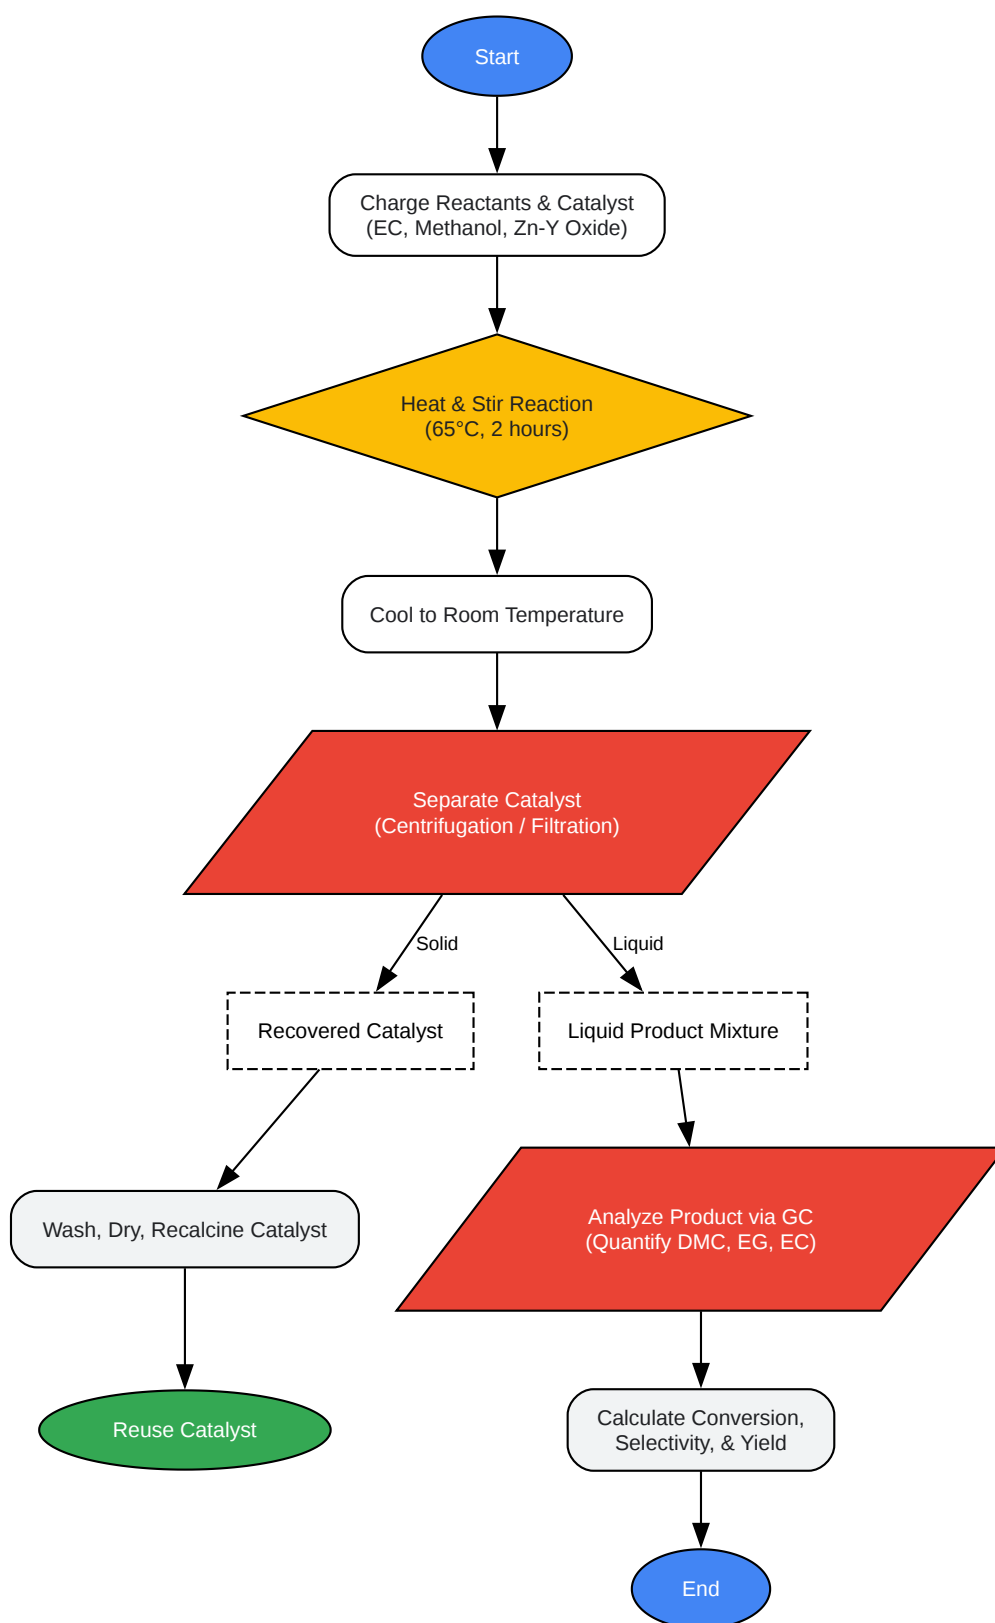 Start
Charge Reactants & Catalyst
(EC, Methanol, Zn-Y Oxide)
Heat & Stir Reaction
(65°C, 2 hours)
Cool to Room Temperature
Separate Catalyst
(Centrifugation / Filtration)
Solid
Liquid
Recovered Catalyst
Liquid Product Mixture
Wash, Dry, Recalcine Catalyst
Analyze Product via GC
(Quantify DMC, EG, EC)
Reuse Catalyst
Calculate Conversion,
Selectivity, & Yield
End